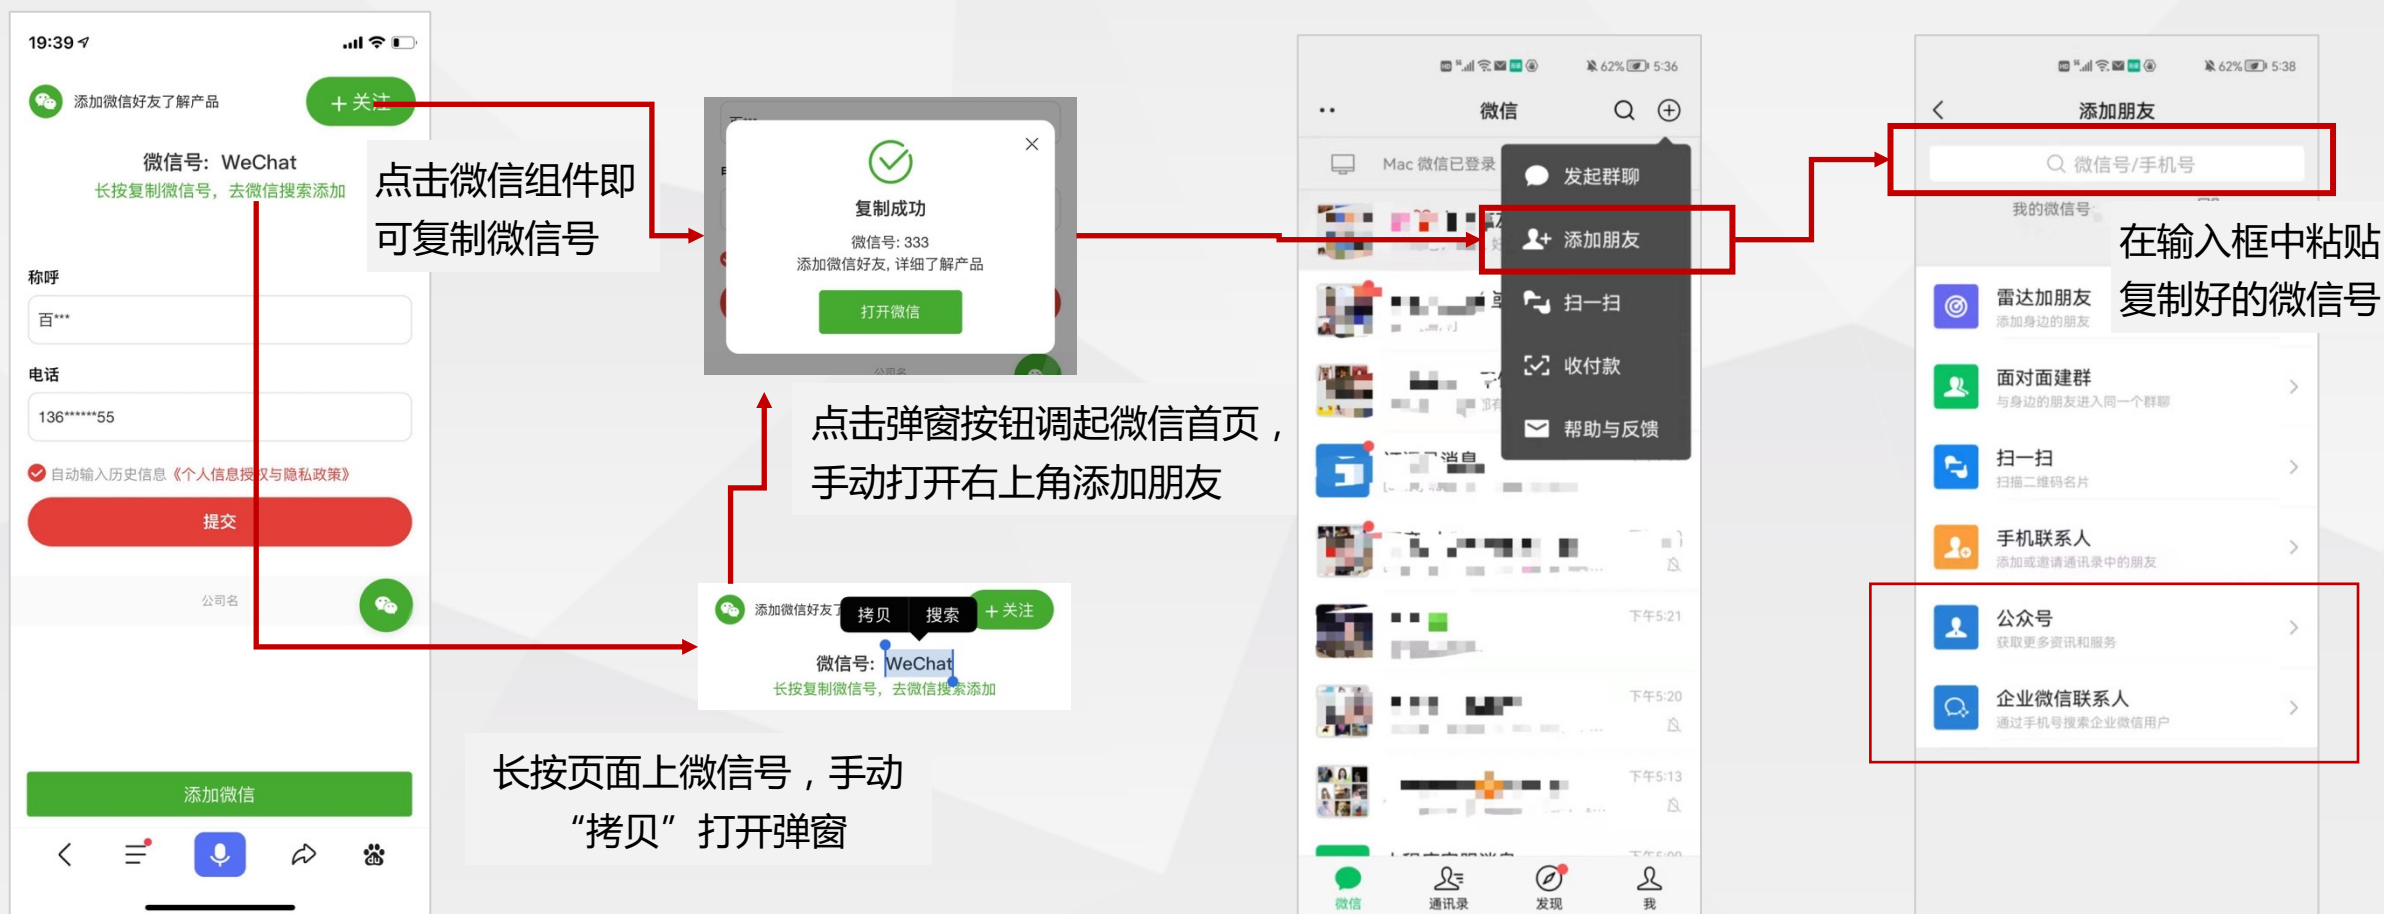 19:39
添加微信好友了解产品
+关注
微信号: WeChat
长按复制微信号，去微信搜索添加
称呼
百***
电话
136******55
自动输入历史信息《个人信息授权与隐私政策》
提交
公司名
添加微信
点击微信组件即
可复制微信号
复制成功
微信号: 333
添加微信好友, 详细了解产品
打开微信
公司名
点击弹窗按钮调起微信首页，
手动打开右上角添加朋友
添加微信好友了
拷贝 搜索
+关注
微信号: WeChat
长按复制微信号，去微信搜索添加
长按页面上微信号，手动
“拷贝”打开弹窗
62% 5:36
微信
Mac 微信已登录
发起群聊
添加朋友
扫一扫
收付款
帮助与反馈
下午5:21
下午5:20
下午5:13
微信 通讯录 发现 我
62% 5:38
添加朋友
微信号/手机号
我的微信号
在输入框中粘贴
复制好的微信号
雷达加朋友
添加身边的朋友
面对面建群
与身边的朋友进入同一个群聊
扫一扫
扫描二维码名片
手机联系人
添加或邀请通讯录中的朋友
公众号
获取更多资讯和服务
企业微信联系人
通过手机号搜索企业微信用户